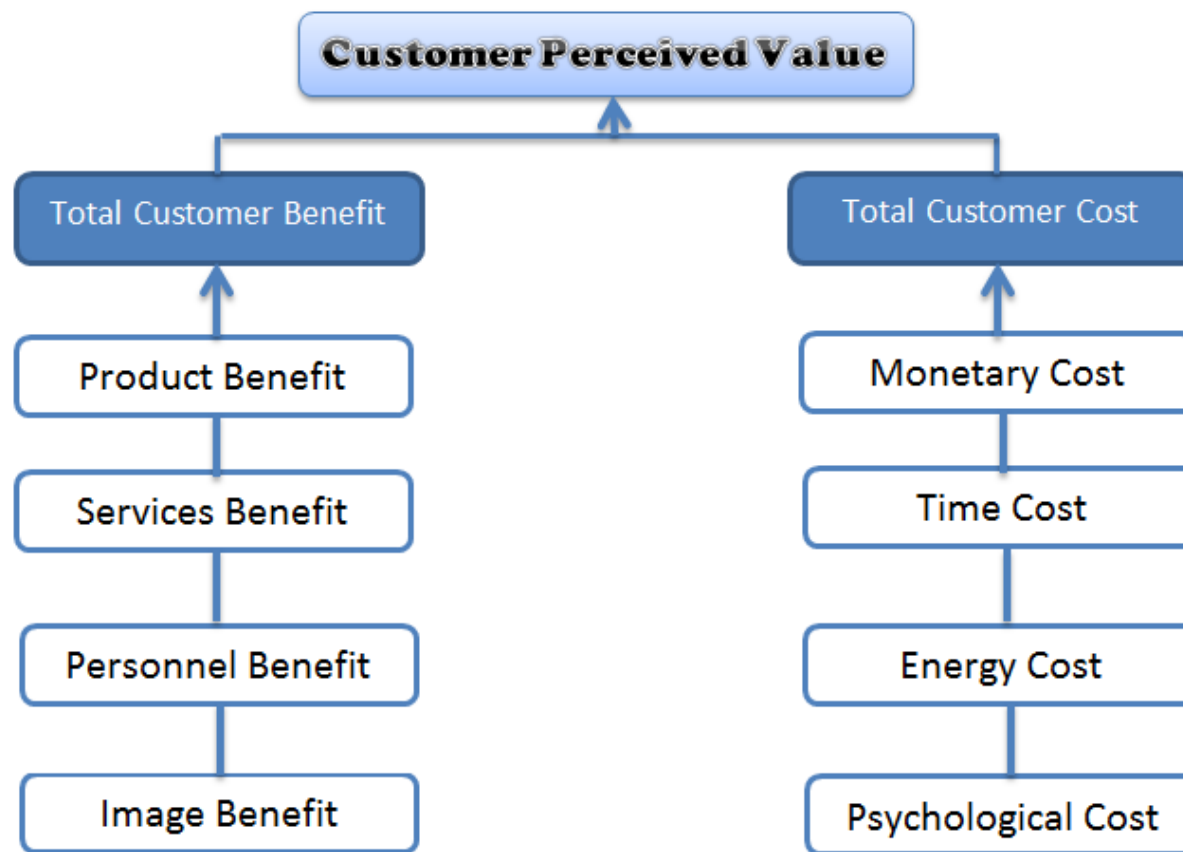 Customer Perceived Value
Total Customer Benefit
Total Customer Cost
Product Benefit
Monetary Cost
Services Benefit
Time Cost
Personnel Benefit
Energy Cost
Image Benefit
Psychological Cost